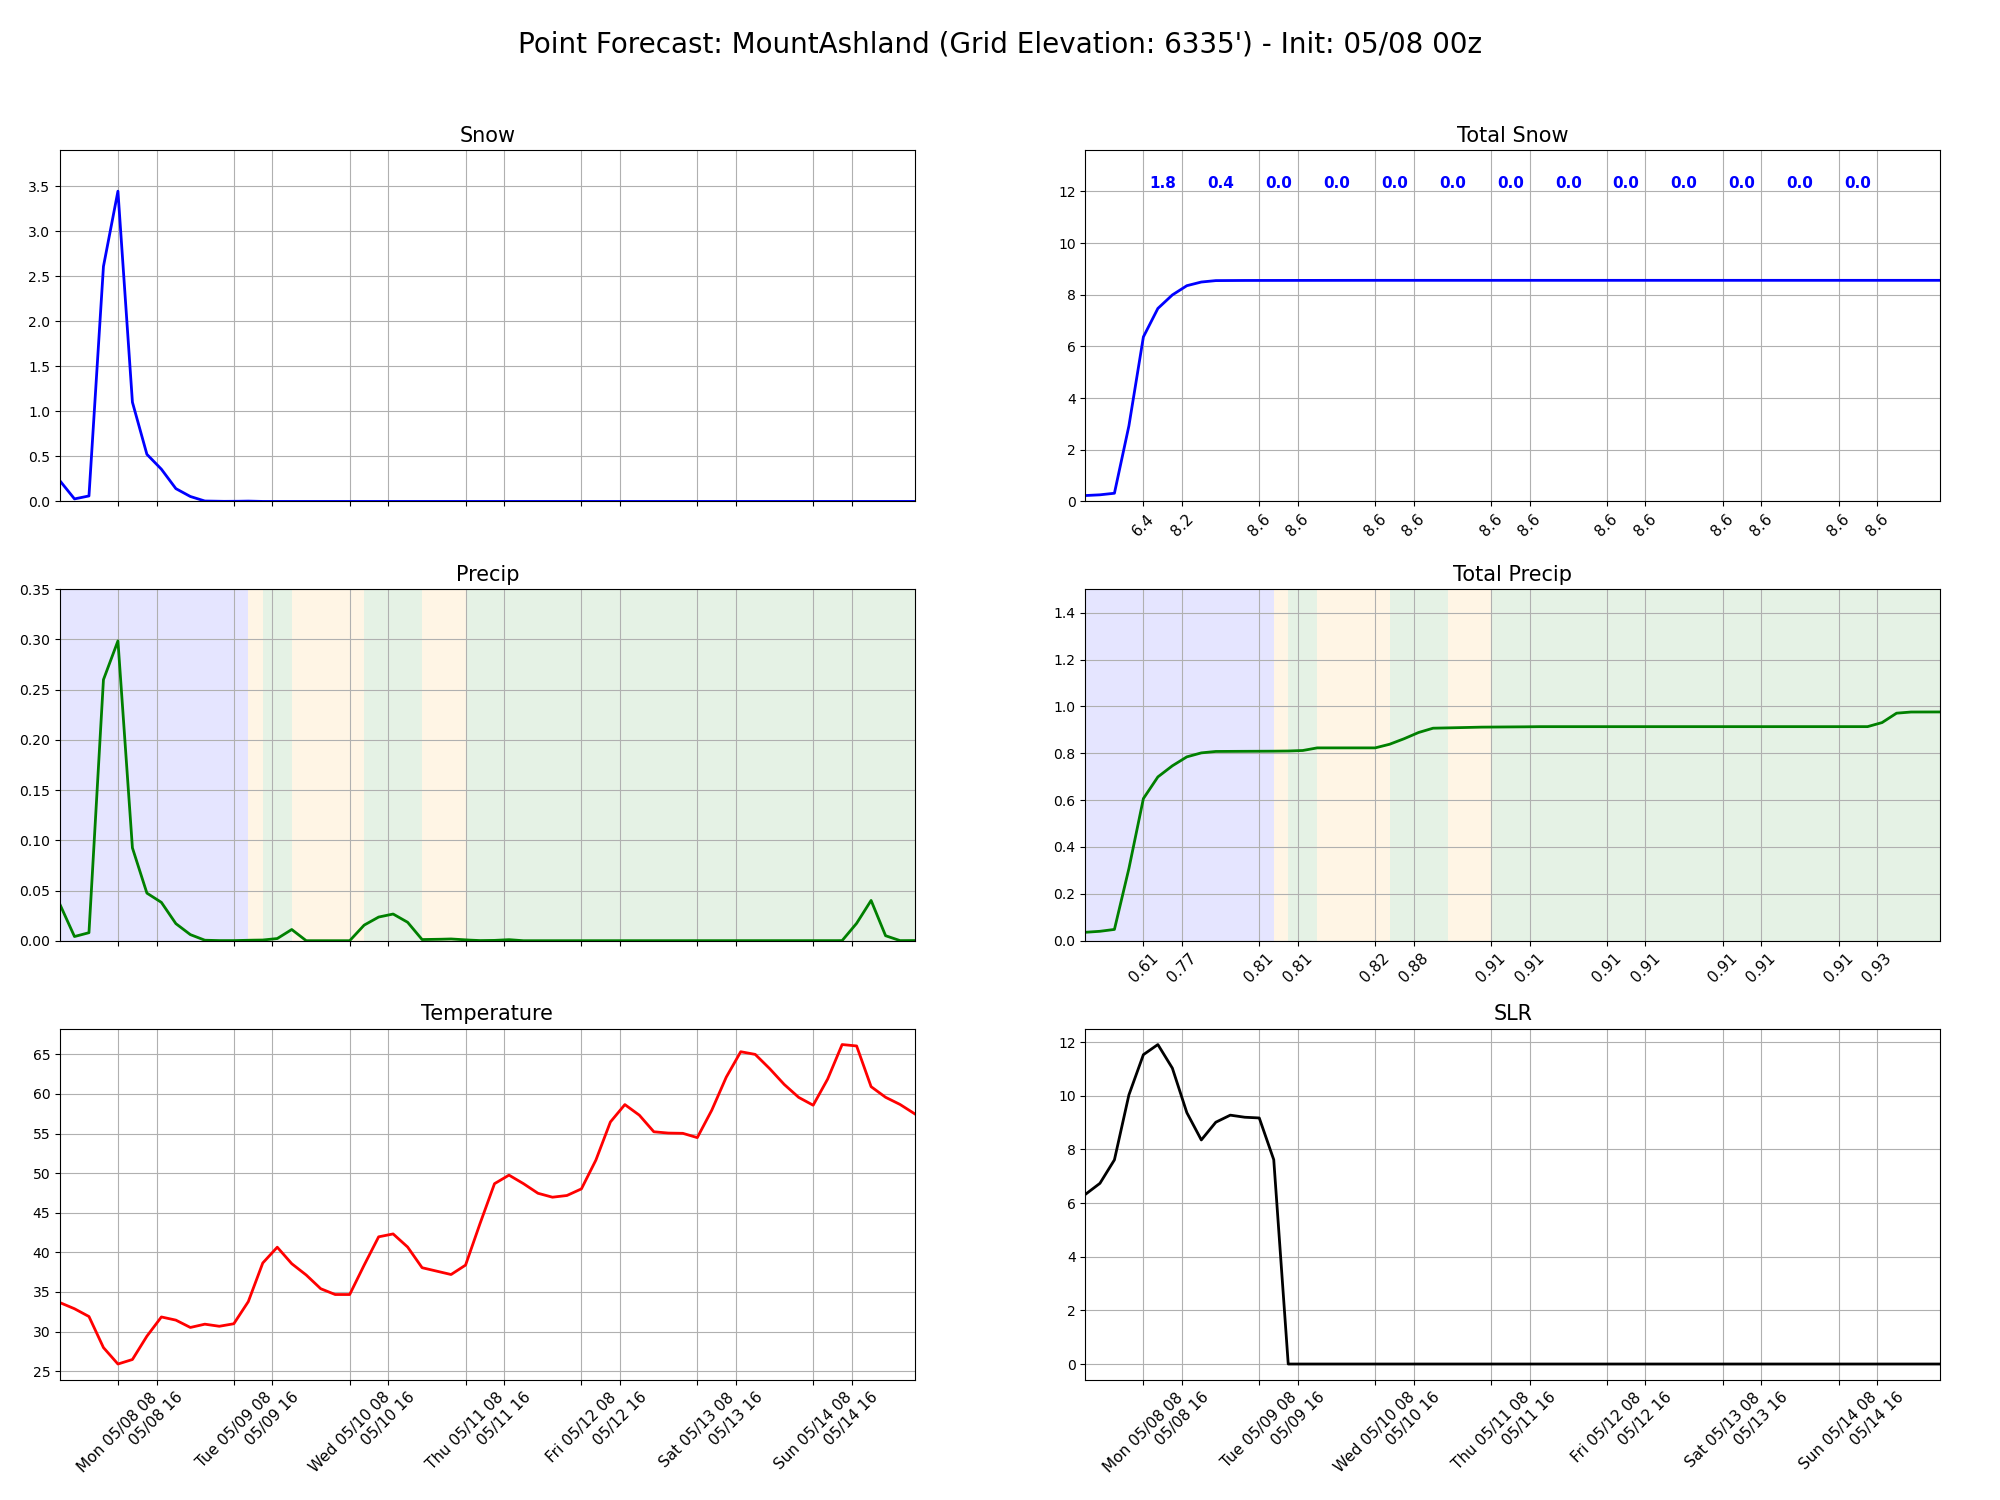 Point Forecast: MountAshland (Grid Elevation: 6335') - Init: 05/08 00z
Snow
3.5
3.0
2.5
2.0
1.5
1.0
0.5
0.0
Total Snow
1.8 0.4 0.0 0.0 0.0 0.0 0.0 0.0 0.0 0.0 0.0 0.0 0.0
12
10
8
6
4
2
0
6.4 8.2 8.6 8.6 8.6 8.6 8.6 8.6 8.6 8.6 8.6 8.6 8.6 8.6
Precip
0.35
0.30
0.25
0.20
0.15
0.10
0.05
0.00
Total Precip
1.4
1.2
1.0
0.8
0.6
0.4
0.2
0.0
0.61 0.77 0.81 0.81 0.82 0.88 0.91 0.91 0.91 0.91 0.91 0.91 0.91 0.93
Temperature
65
60
55
50
45
40
35
30
25
Mon 05/08 08
05/08 16
Tue 05/09 08
05/09 16
Wed 05/10 08
05/10 16
Thu 05/11 08
05/11 16
Fri 05/12 08
05/12 16
Sat 05/13 08
05/13 16
Sun 05/14 08
05/14 16
SLR
12
10
8
6
4
2
0
Mon 05/08 08
05/08 16
Tue 05/09 08
05/09 16
Wed 05/10 08
05/10 16
Thu 05/11 08
05/11 16
Fri 05/12 08
05/12 16
Sat 05/13 08
05/13 16
Sun 05/14 08
05/14 16